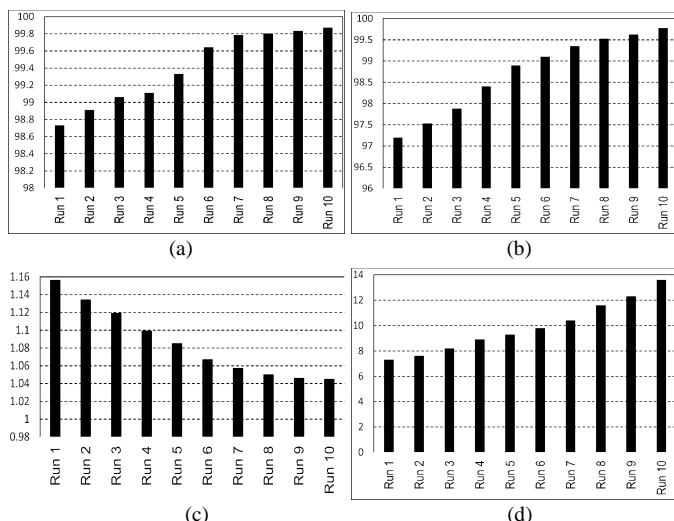 100
99.8
99.6
99.4
99.2
99
98.8
98.6
98.4
98.2
98
Run 1
Run 2
Run 3
Run 4
Run 5
Run 6
Run 7
Run 8
Run 9
Run 10
(a)
100
99.5
99
98.5
98
97.5
97
96.5
96
Run 1
Run 2
Run 3
Run 4
Run 5
Run 6
Run 7
Run 8
Run 9
Run 10
(b)
1.16
1.14
1.12
1.1
1.08
1.06
1.04
1.02
1
0.98
Run 1
Run 2
Run 3
Run 4
Run 5
Run 6
Run 7
Run 8
Run 9
Run 10
(c)
14
12
10
8
6
4
2
0
Run 1
Run 2
Run 3
Run 4
Run 5
Run 6
Run 7
Run 8
Run 9
Run 10
(d)